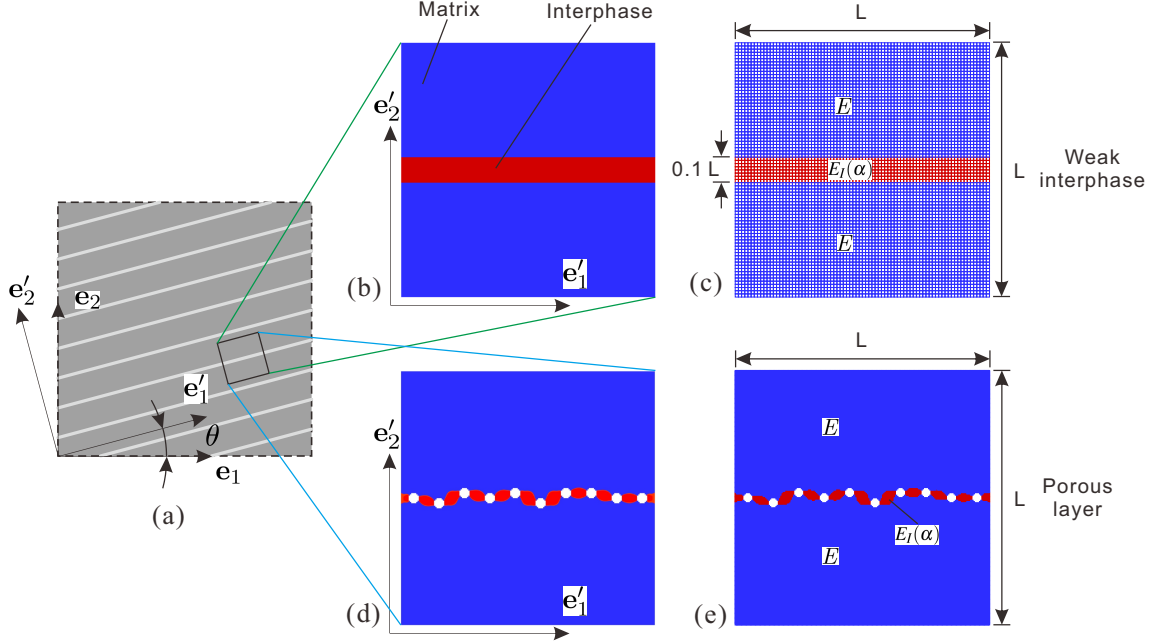 Matrix
Interphase
L
𝐞′₂
E
0.1 L
E_I(α)
L
Weak
interphase
E
𝐞′₁
(b)
(c)
𝐞′₂
𝐞₂
𝐞′₁
θ
𝐞₁
(a)
L
𝐞′₂
E
L
Porous
layer
E_I(α)
E
𝐞′₁
(d)
(e)